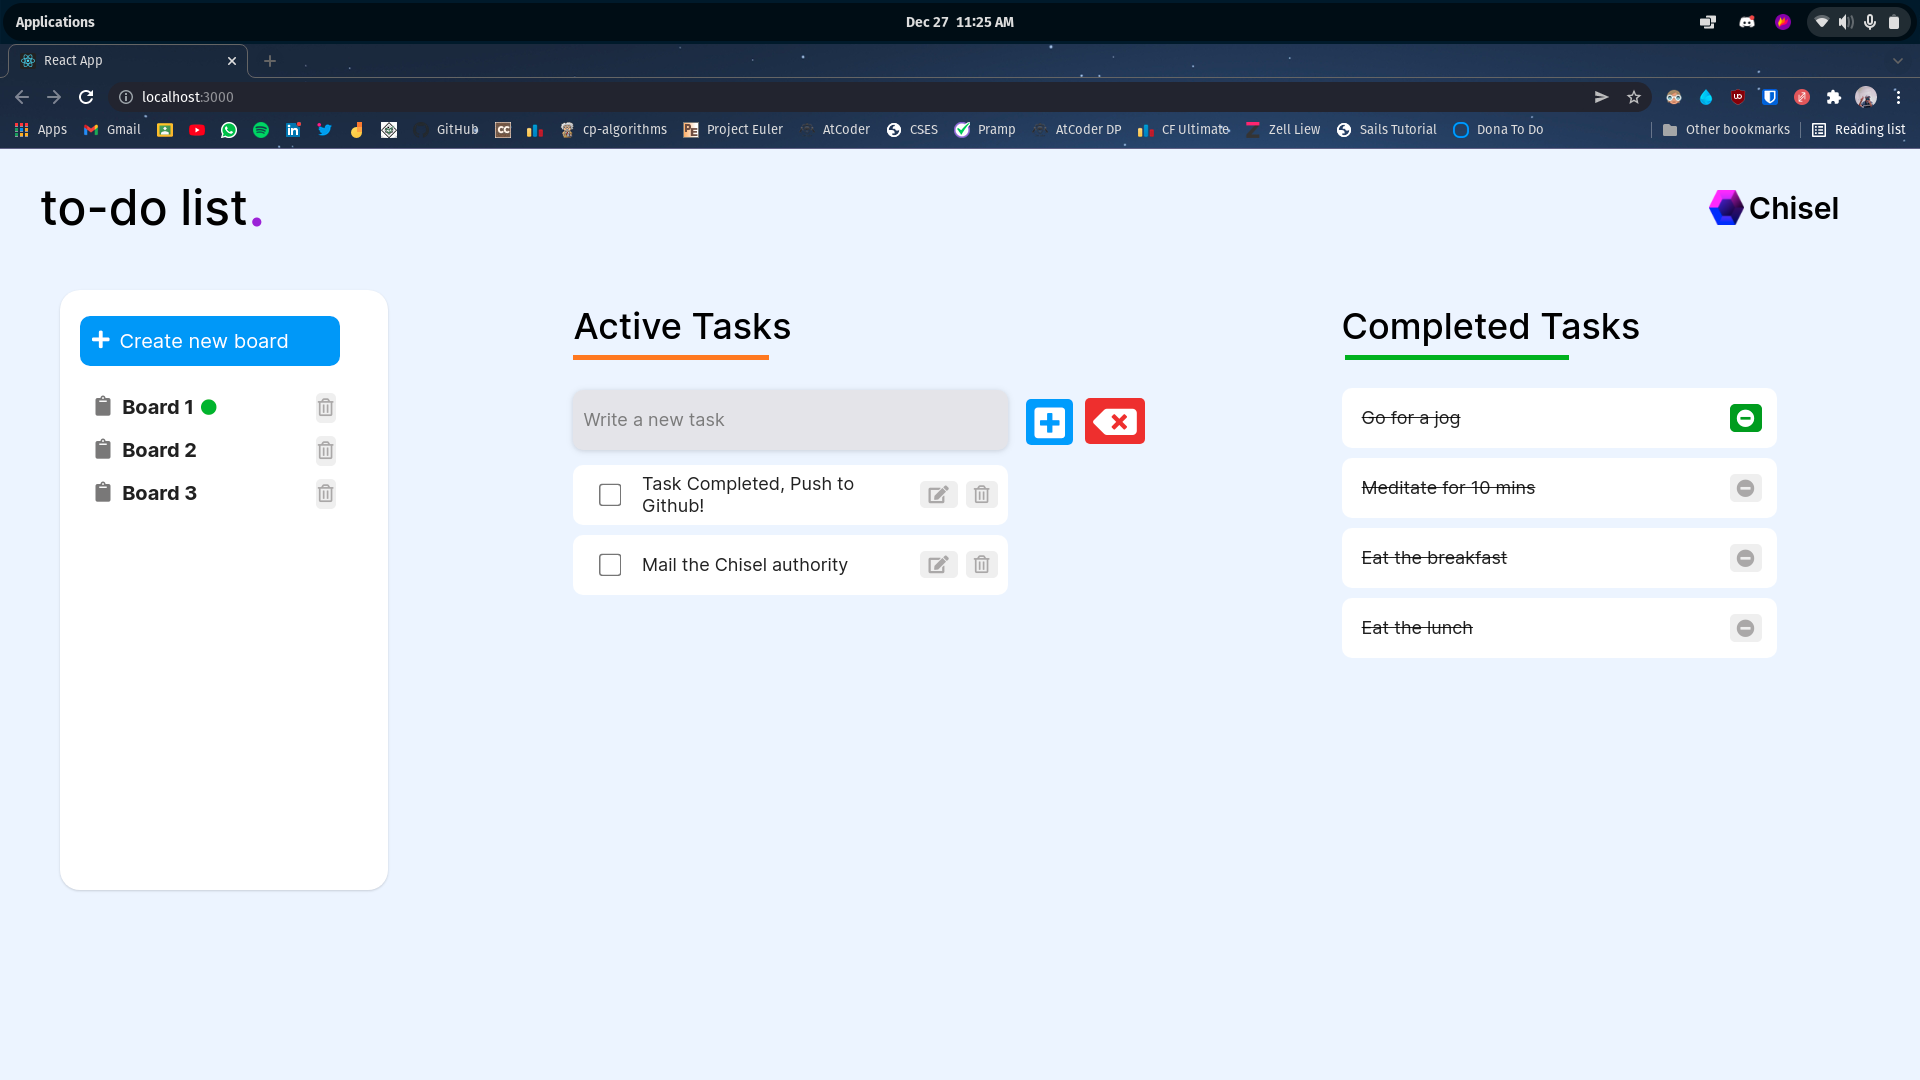 Applications
Dec 27 11:25 AM
React App
localhost:3000
Apps
Gmail
GitHub
CC
cp-algorithms
Project Euler
AtCoder
CSES
Pramp
AtCoder DP
CF Ultimate
Zell Liew
Sails Tutorial
Dona To Do
Other bookmarks
Reading list
to-do list.
Chisel
Create new board
Board 1
Board 2
Board 3
Active Tasks
Write a new task
Task Completed, Push to
Github!
Mail the Chisel authority
Completed Tasks
Go for a jog
Meditate for 10 mins
Eat the breakfast
Eat the lunch